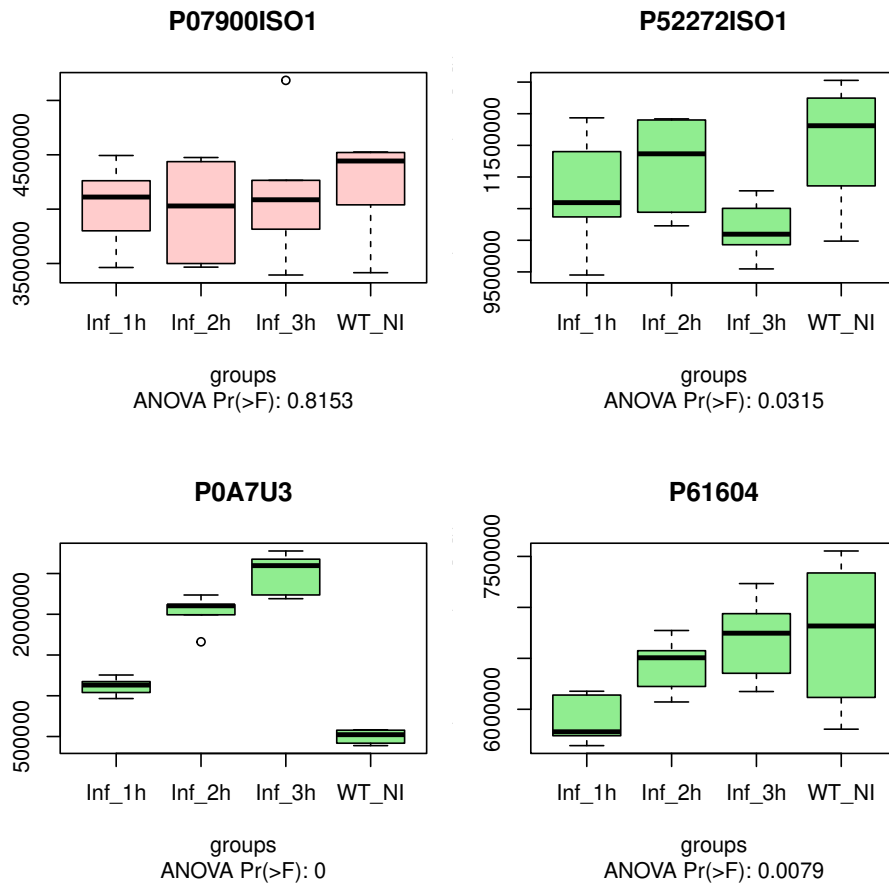 P07900ISO1
4500000
3500000
Inf_1h Inf_2h Inf_3h WT_NI
groups
ANOVA Pr(>F): 0.8153
P52272ISO1
11500000
9500000
Inf_1h Inf_2h Inf_3h WT_NI
groups
ANOVA Pr(>F): 0.0315
P0A7U3
2000000
500000
Inf_1h Inf_2h Inf_3h WT_NI
groups
ANOVA Pr(>F): 0
P61604
7500000
6000000
Inf_1h Inf_2h Inf_3h WT_NI
groups
ANOVA Pr(>F): 0.0079